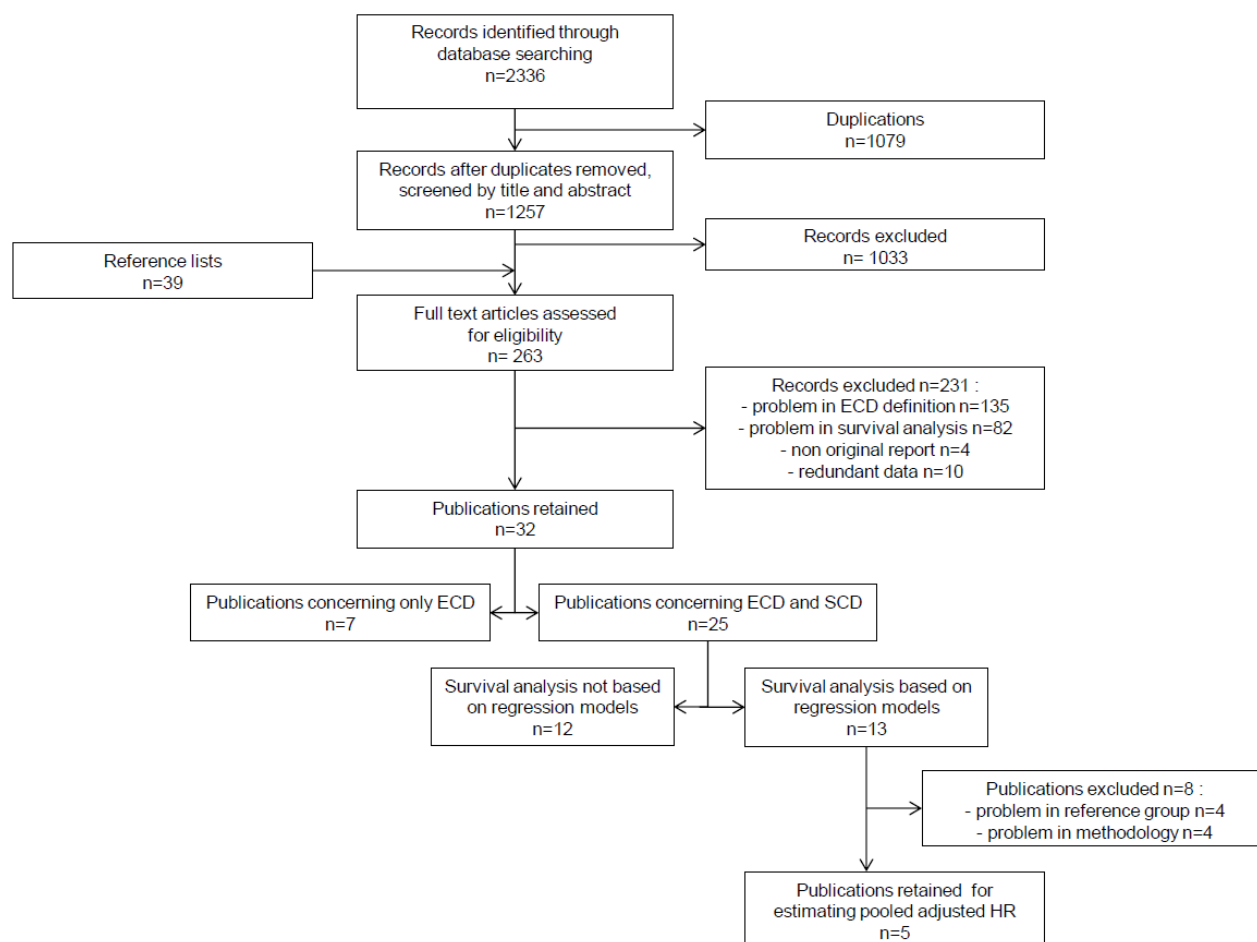 Records identified through
database searching
n=2336
Duplications
n=1079
Records after duplicates removed,
screened by title and abstract
n=1257
Records excluded
n= 1033
Reference lists
n=39
Full text articles assessed
for eligibility
n= 263
Records excluded n=231 :
- problem in ECD definition n=135
- problem in survival analysis n=82
- non original report n=4
- redundant data n=10
Publications retained
n=32
Publications concerning only ECD
n=7
Publications concerning ECD and SCD
n=25
Survival analysis not based
on regression models
n=12
Survival analysis based on
regression models
n=13
Publications excluded n=8 :
- problem in reference group n=4
- problem in methodology n=4
Publications retained for
estimating pooled adjusted HR
n=5